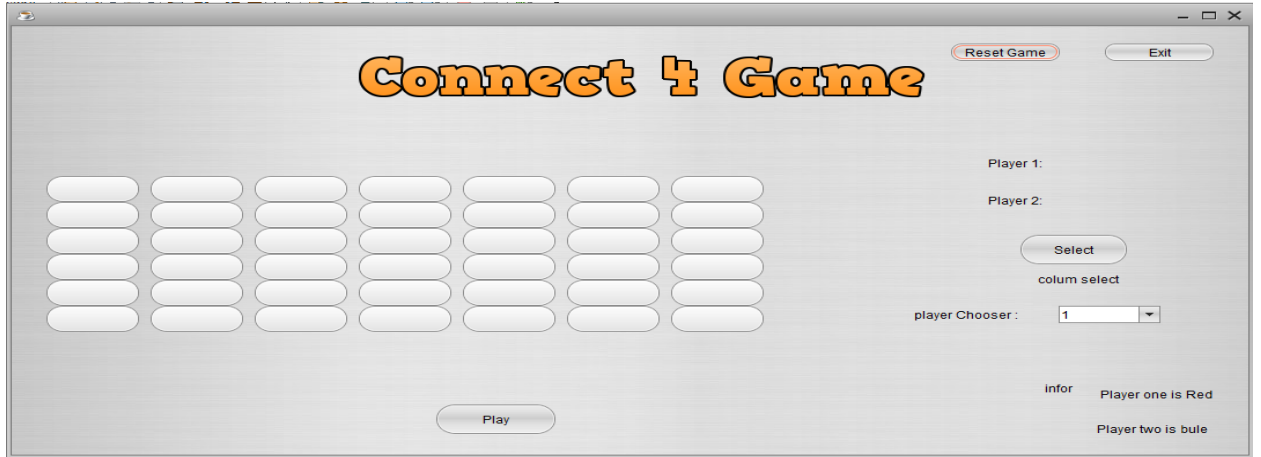 Connect 4 Game
Reset Game
Exit
Player 1:
Player 2:
Select
colum select
player Chooser :
1
infor
Player one is Red
Play
Player two is bule